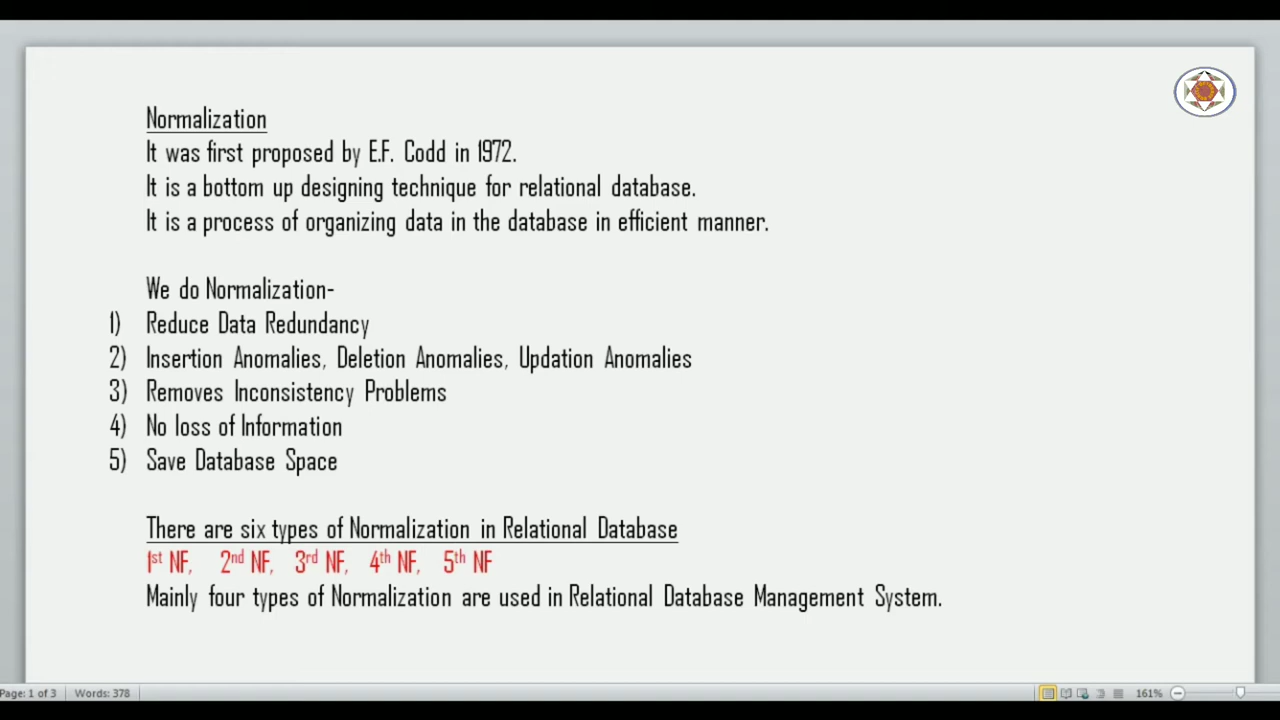 Normalization
It was first proposed by E.F. Codd in 1972.
It is a bottom up designing technique for relational database.
It is a process of organizing data in the database in efficient manner.
We do Normalization-
1) Reduce Data Redundancy
2) Insertion Anomalies, Deletion Anomalies, Updation Anomalies
3) Removes Inconsistency Problems
4) No loss of Information
5) Save Database Space
There are six types of Normalization in Relational Database
1st NF, 2nd NF, 3rd NF, 4th NF, 5th NF
Mainly four types of Normalization are used in Relational Database Management System.
Page: 1 of 3 Words: 378 161%